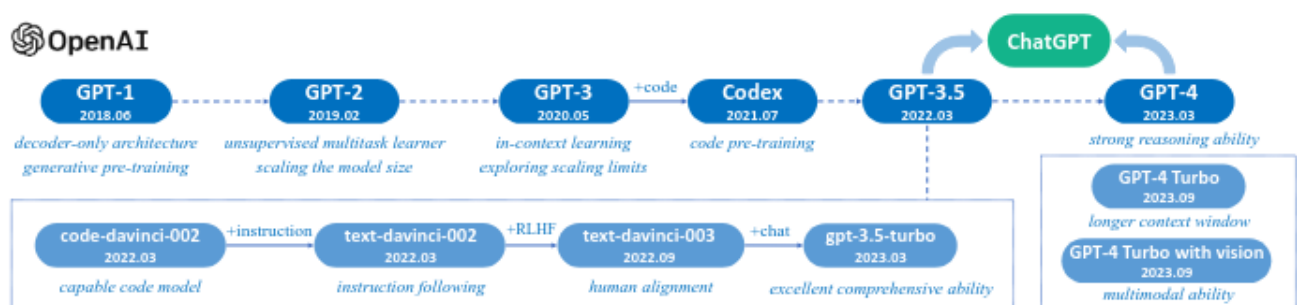 OpenAI
ChatGPT
GPT-1
2018.06
decoder-only architecture
generative pre-training
GPT-2
2019.02
unsupervised multitask learner
scaling the model size
GPT-3
2020.05
in-context learning
exploring scaling limits
+code
Codex
2021.07
code pre-training
GPT-3.5
2022.03
GPT-4
2023.03
strong reasoning ability
code-davinci-002
2022.03
capable code model
+instruction
text-davinci-002
2022.03
instruction following
+RLHF
text-davinci-003
2022.09
human alignment
+chat
gpt-3.5-turbo
2023.03
excellent comprehensive ability
GPT-4 Turbo
2023.09
longer context window
GPT-4 Turbo with vision
2023.09
multimodal ability